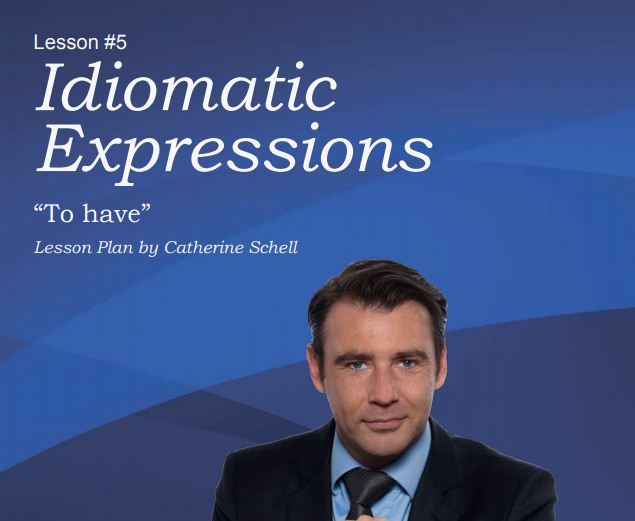 Lesson #5
Idiomatic
Expressions
“To have”
Lesson Plan by Catherine Schell